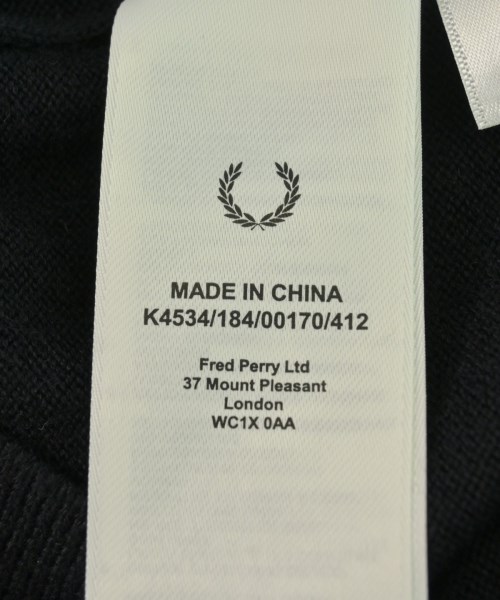 MADE IN CHINA
K4534/184/00170/412
Fred Perry Ltd
37 Mount Pleasant
London
WC1X 0AA